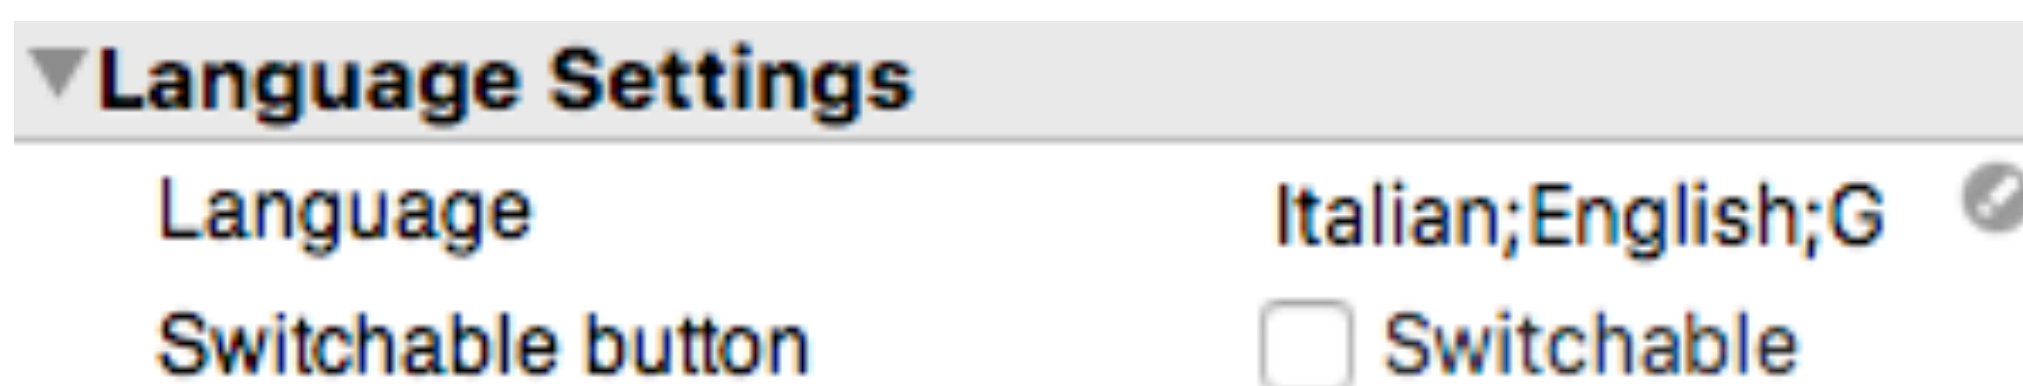 Language Settings
Language Italian;English;G
Switchable button Switchable